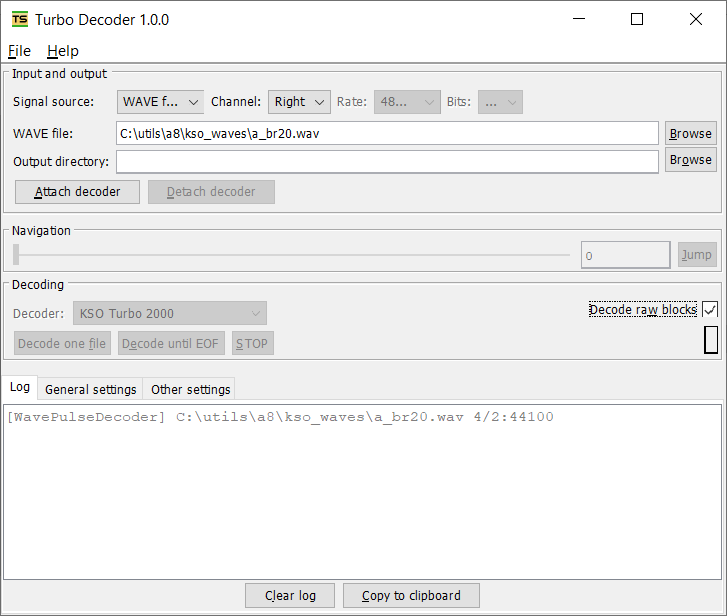 TS Turbo Decoder 1.0.0
File Help
Input and output
Signal source: WAVE f... Channel: Right Rate: 48... Bits: ...
WAVE file: C:\utils\a8\kso_waves\a_br20.wav Browse
Output directory: Browse
Attach decoder Detach decoder
Navigation
0 Jump
Decoding
Decoder: KSO Turbo 2000 Decode raw blocks
Decode one file Decode until EOF STOP
Log General settings Other settings
[WavePulseDecoder] C:\utils\a8\kso_waves\a_br20.wav 4/2:44100
Clear log Copy to clipboard